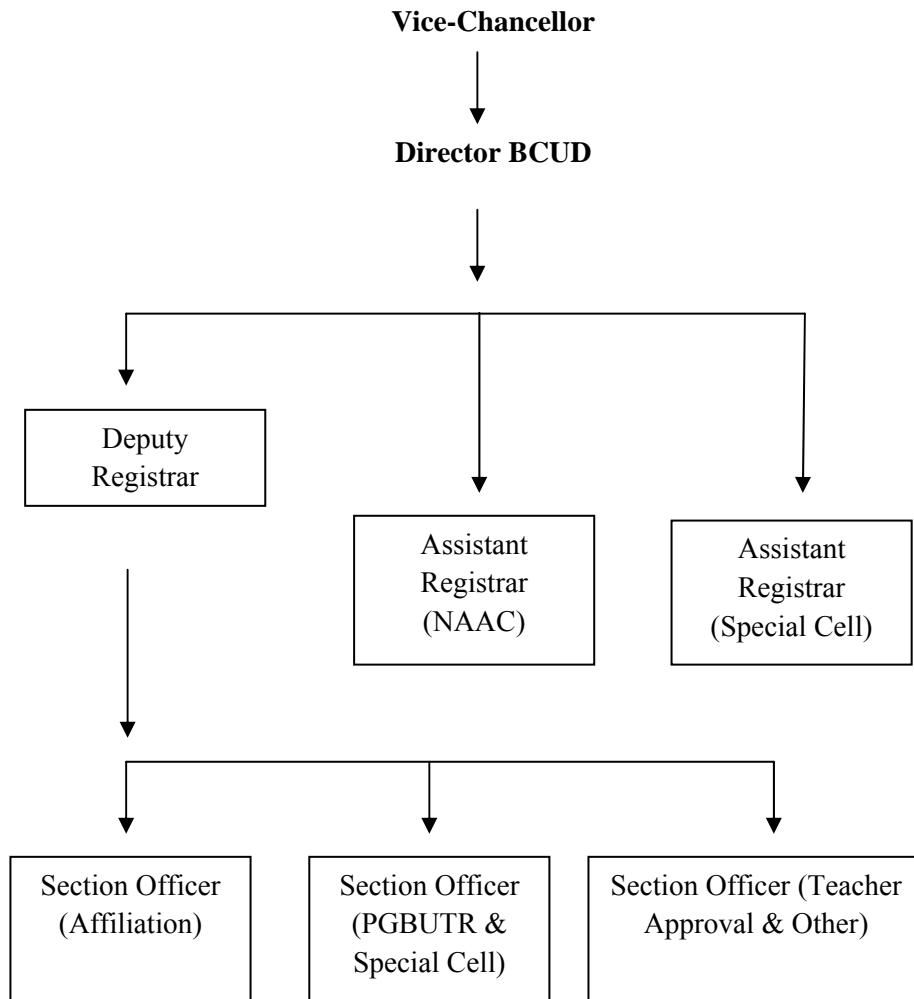 Vice-Chancellor
Director BCUD
Deputy
Registrar
Assistant
Registrar
(NAAC)
Assistant
Registrar
(Special Cell)
Section Officer
(Affiliation)
Section Officer
(PGBUTR &
Special Cell)
Section Officer (Teacher
Approval & Other)